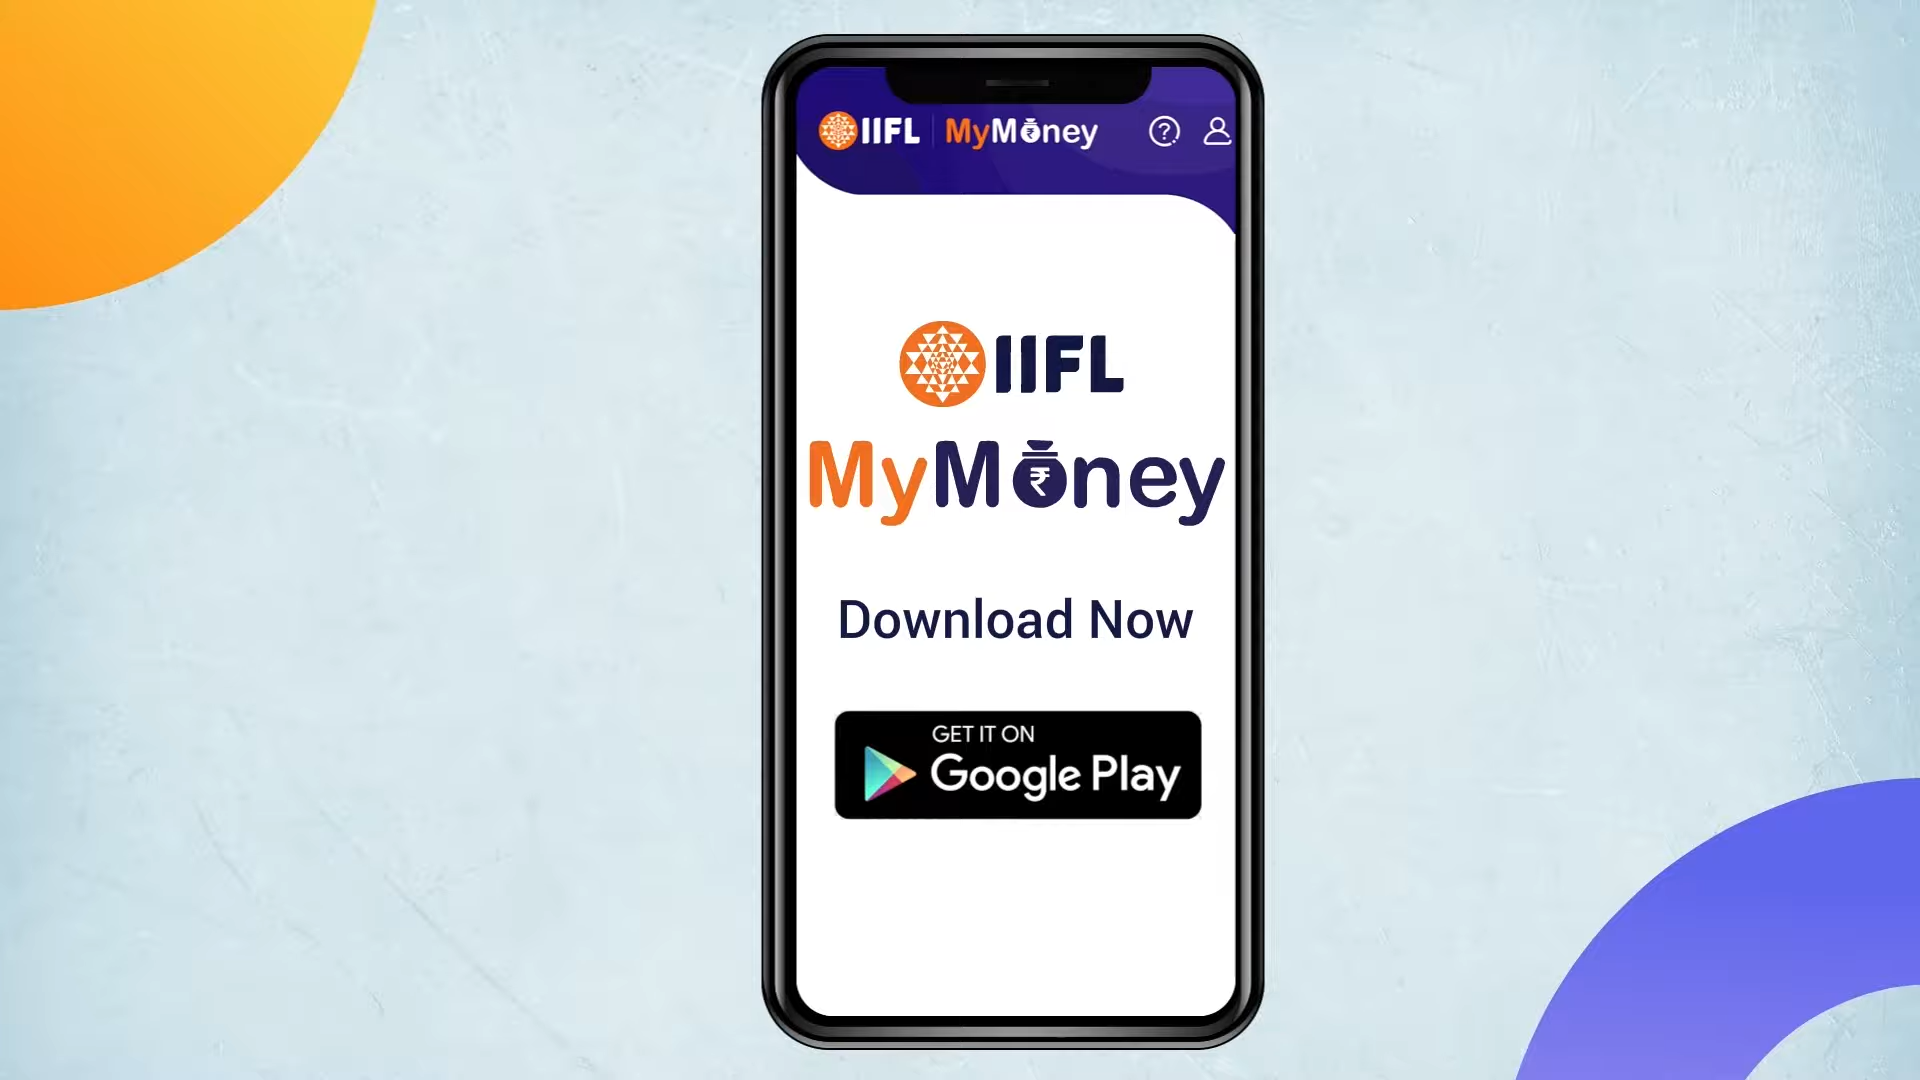 IIFL MyMoney
IIFL
MyMoney
Download Now
GET IT ON
Google Play